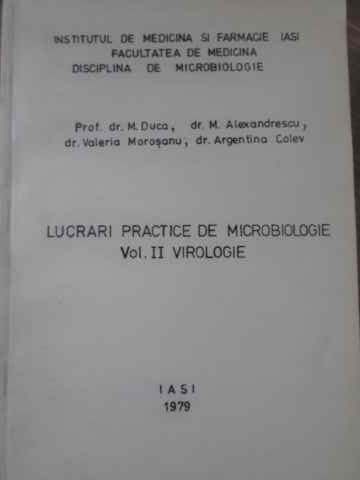 INSTITUTUL DE MEDICINA SI FARMACIE IASI
FACULTATEA DE MEDICINA
DISCIPLINA DE MICROBIOLOGIE
Prof. dr. M. Duca, dr. M. Alexandrescu,
dr. Valeria Moroşanu, dr. Argentina Colev
LUCRARI PRACTICE DE MICROBIOLOGIE
Vol. II VIROLOGIE
IASI
1979